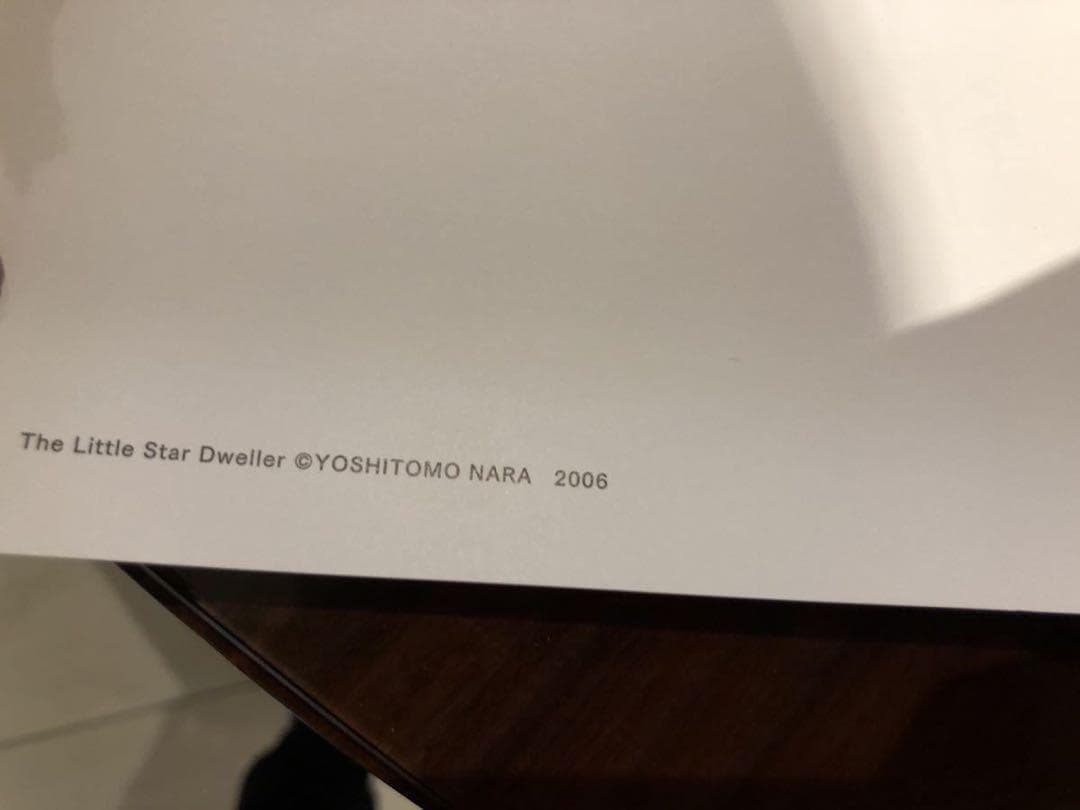 The Little Star Dweller ©YOSHITOMO NARA 2006